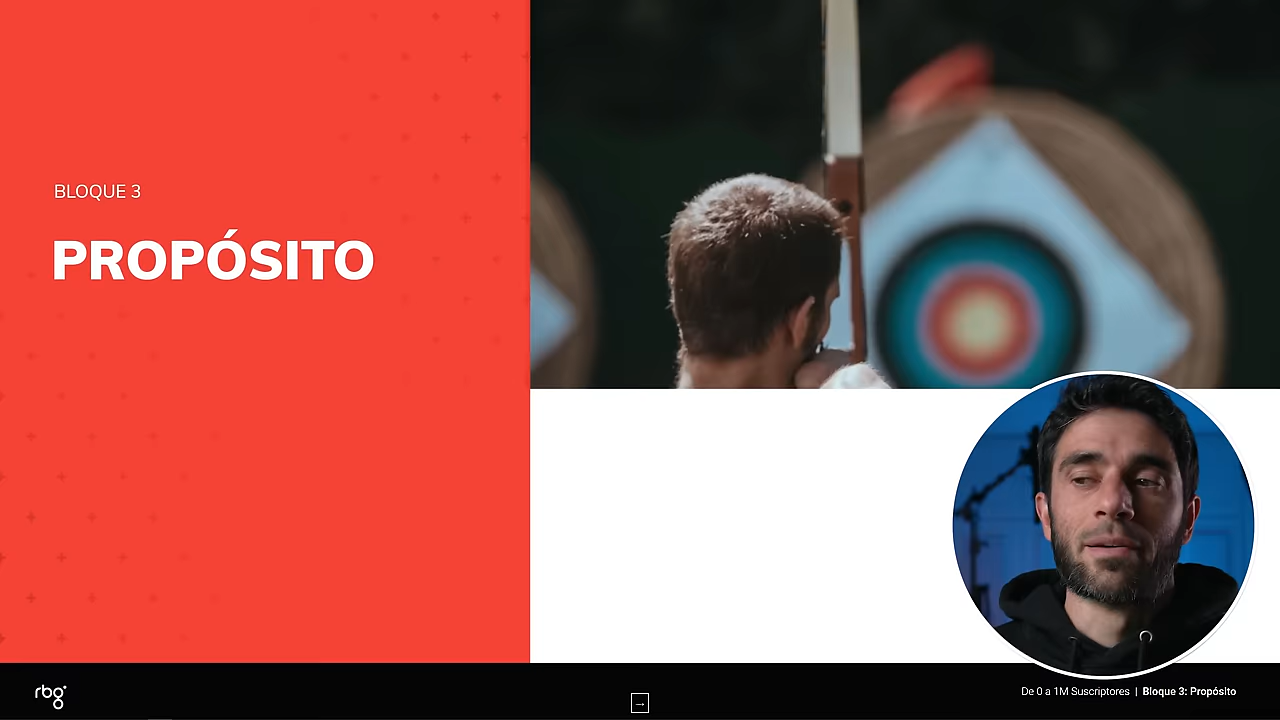 BLOQUE 3
PROPÓSITO
rbg
De 0 a 1M Suscriptores | Bloque 3: Propósito